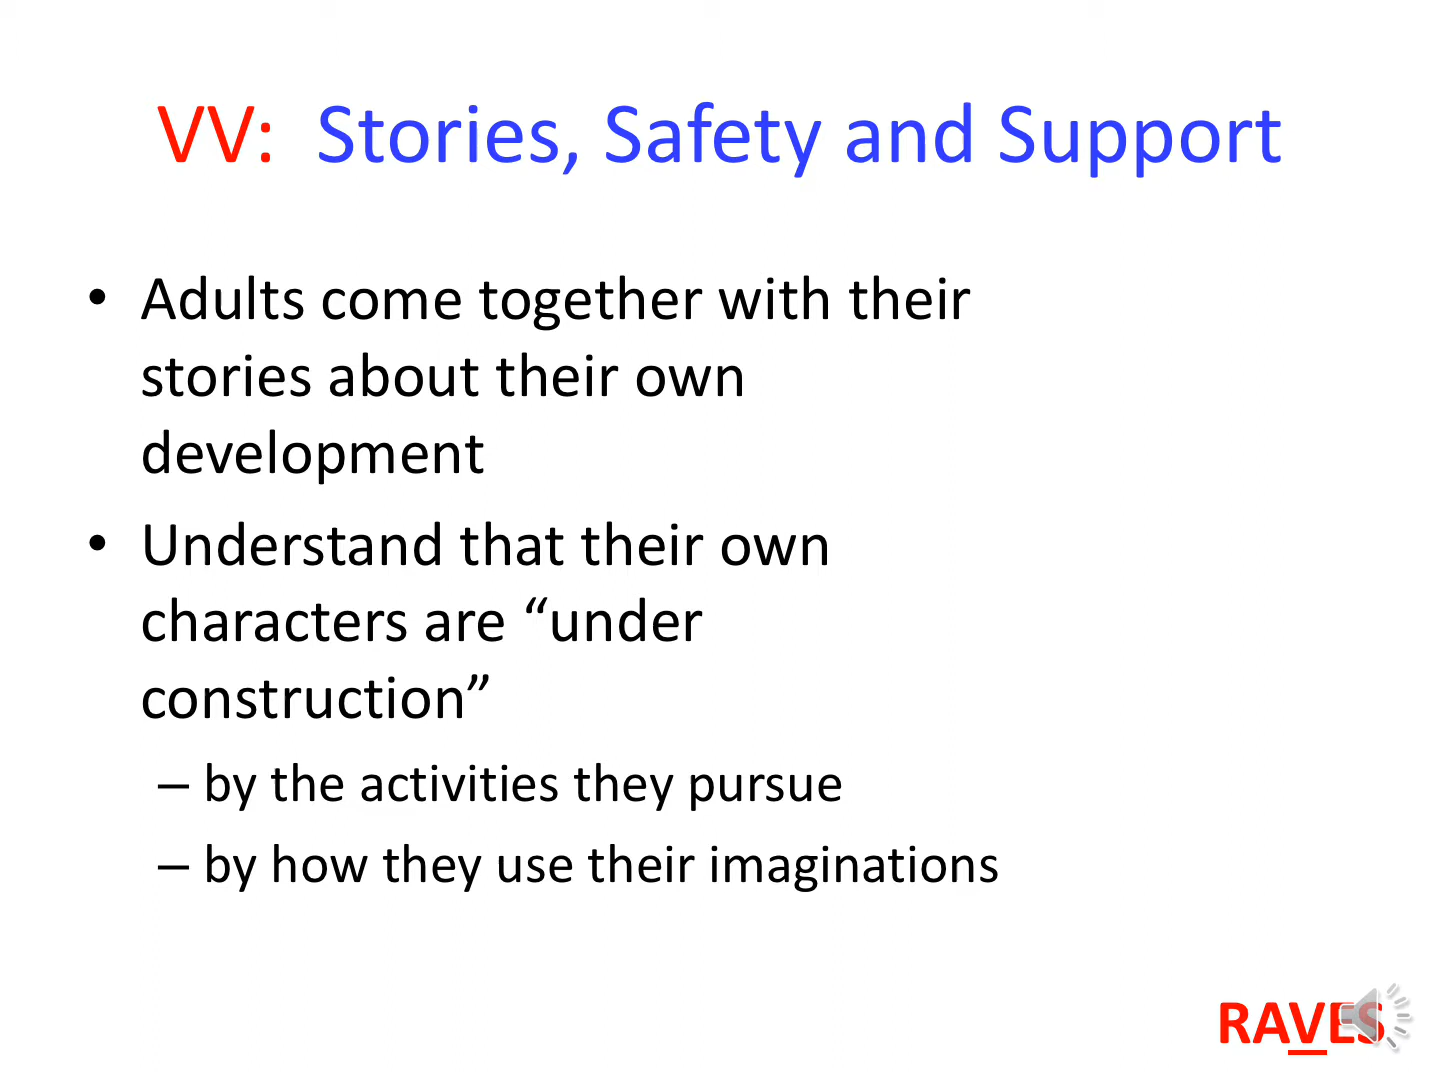 VV: Stories, Safety and Support
• Adults come together with their
stories about their own
development
• Understand that their own
characters are “under
construction”
– by the activities they pursue
– by how they use their imaginations
RAVES